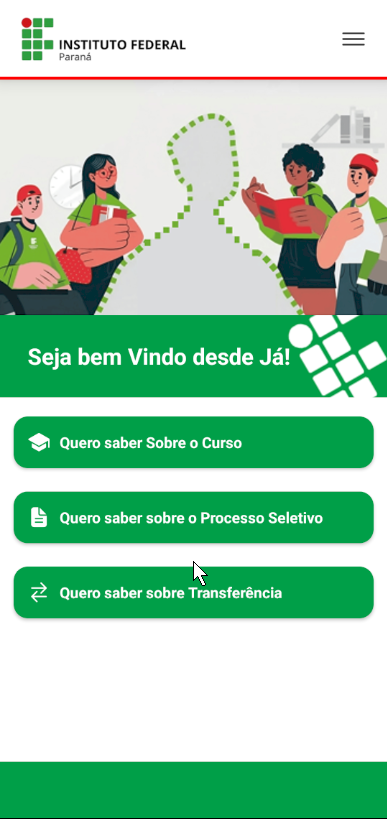 INSTITUTO FEDERAL
Paraná
Seja bem Vindo desde Já!
Quero saber Sobre o Curso
Quero saber sobre o Processo Seletivo
Quero saber sobre Transferência